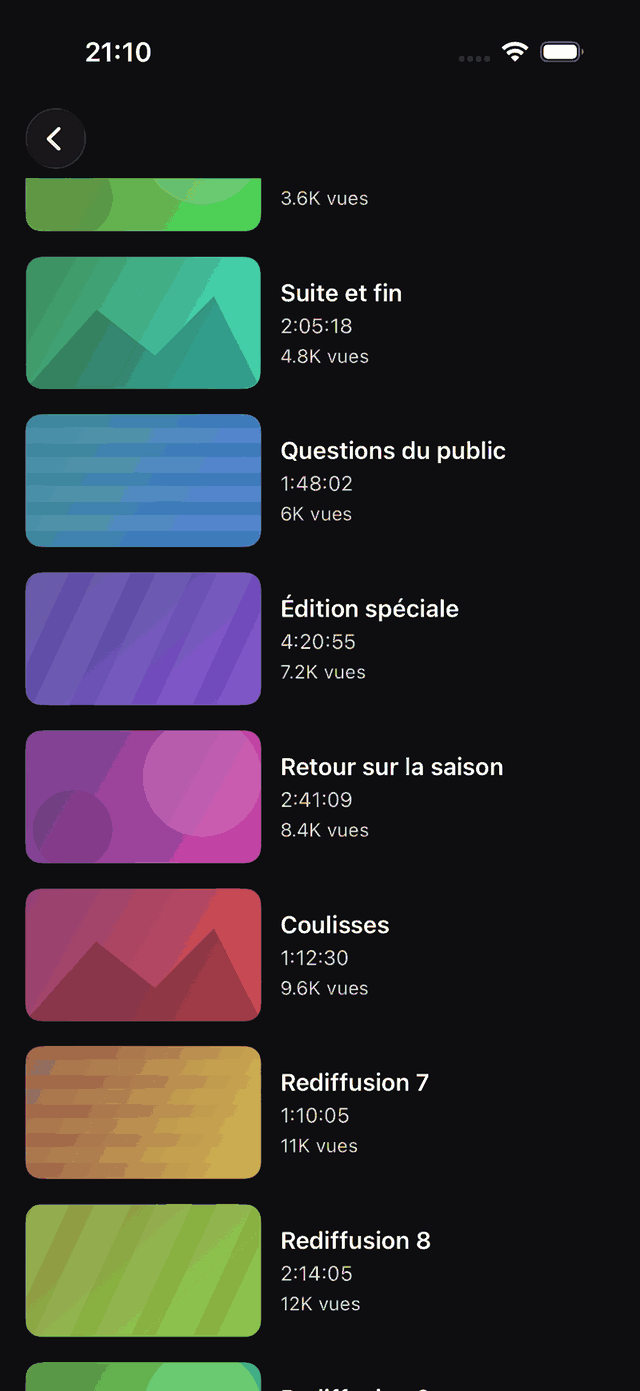 21:10
3.6K vues
Suite et fin
2:05:18
4.8K vues
Questions du public
1:48:02
6K vues
Édition spéciale
4:20:55
7.2K vues
Retour sur la saison
2:41:09
8.4K vues
Coulisses
1:12:30
9.6K vues
Rediffusion 7
1:10:05
11K vues
Rediffusion 8
2:14:05
12K vues